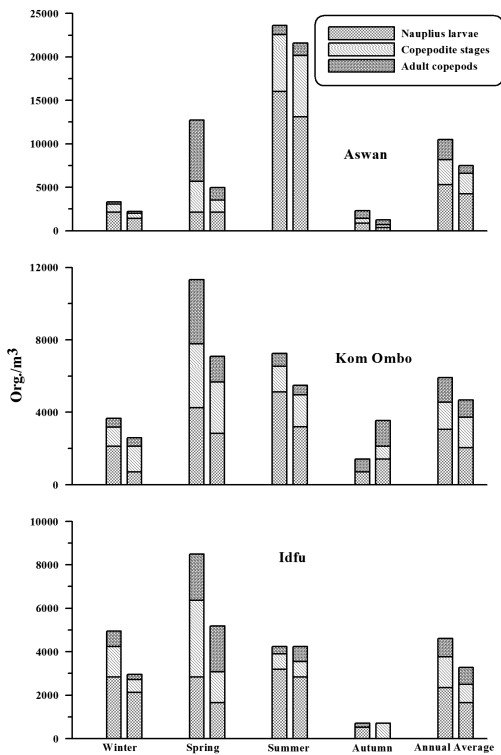 25000
20000
15000
10000
5000
0
Nauplius larvae
Copepodite stages
Adult copepods
Aswan
12000
8000
4000
0
Kom Ombo
Org./m³
10000
8000
6000
4000
2000
0
Idfu
Winter Spring Summer Autumn Annual Average